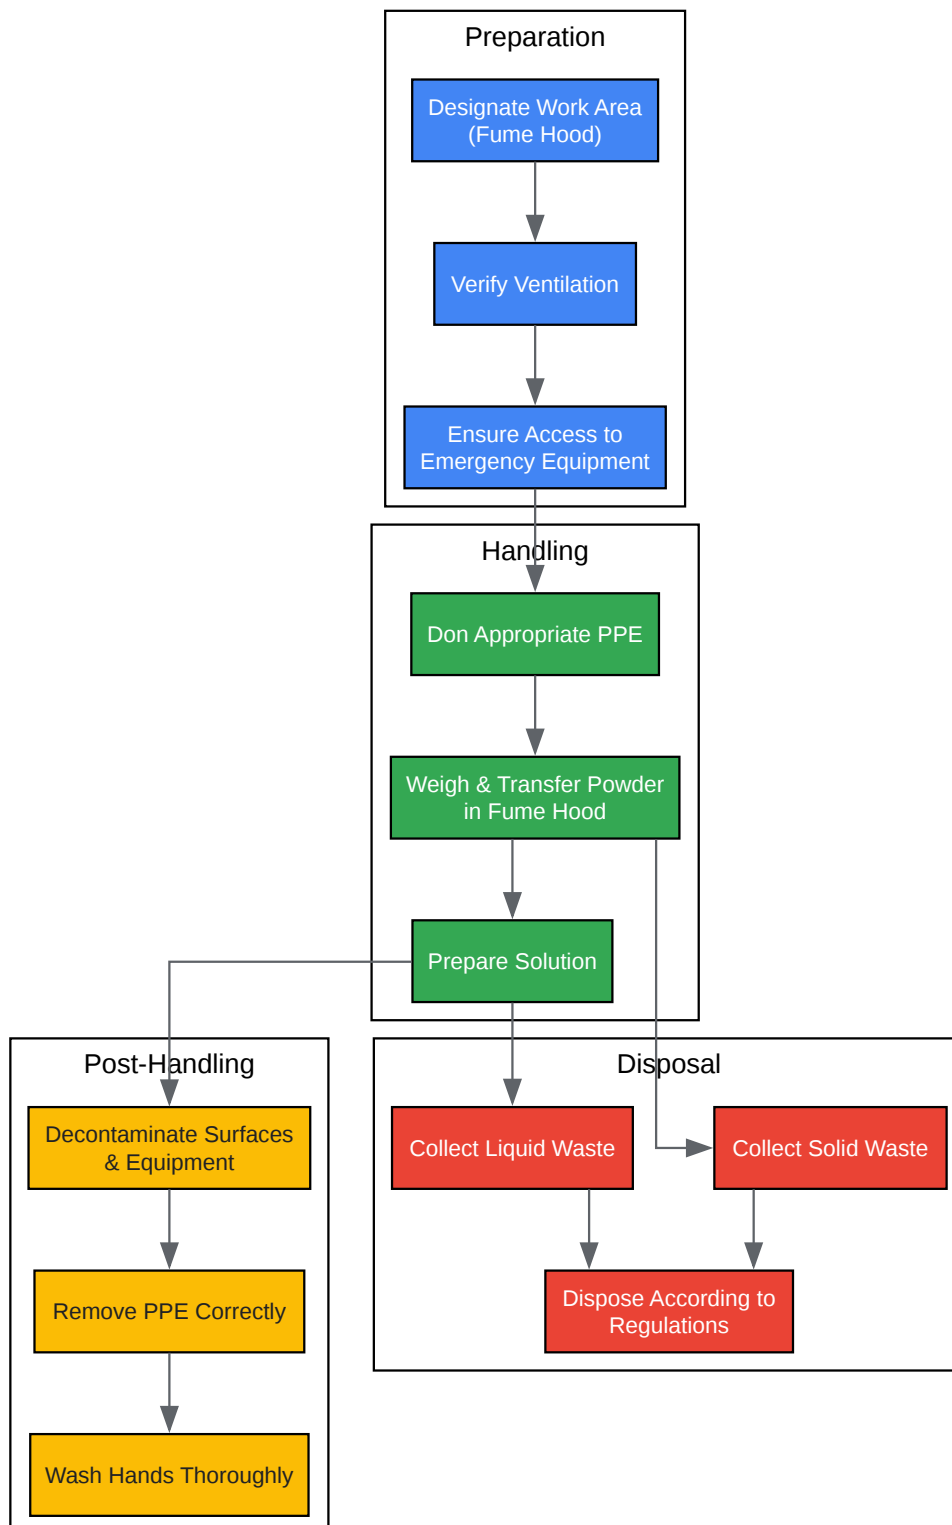 Preparation
Designate Work Area
(Fume Hood)
Verify Ventilation
Ensure Access to
Emergency Equipment
Handling
Don Appropriate PPE
Weigh & Transfer Powder
in Fume Hood
Prepare Solution
Post-Handling
Decontaminate Surfaces
& Equipment
Remove PPE Correctly
Wash Hands Thoroughly
Disposal
Collect Liquid Waste
Collect Solid Waste
Dispose According to
Regulations